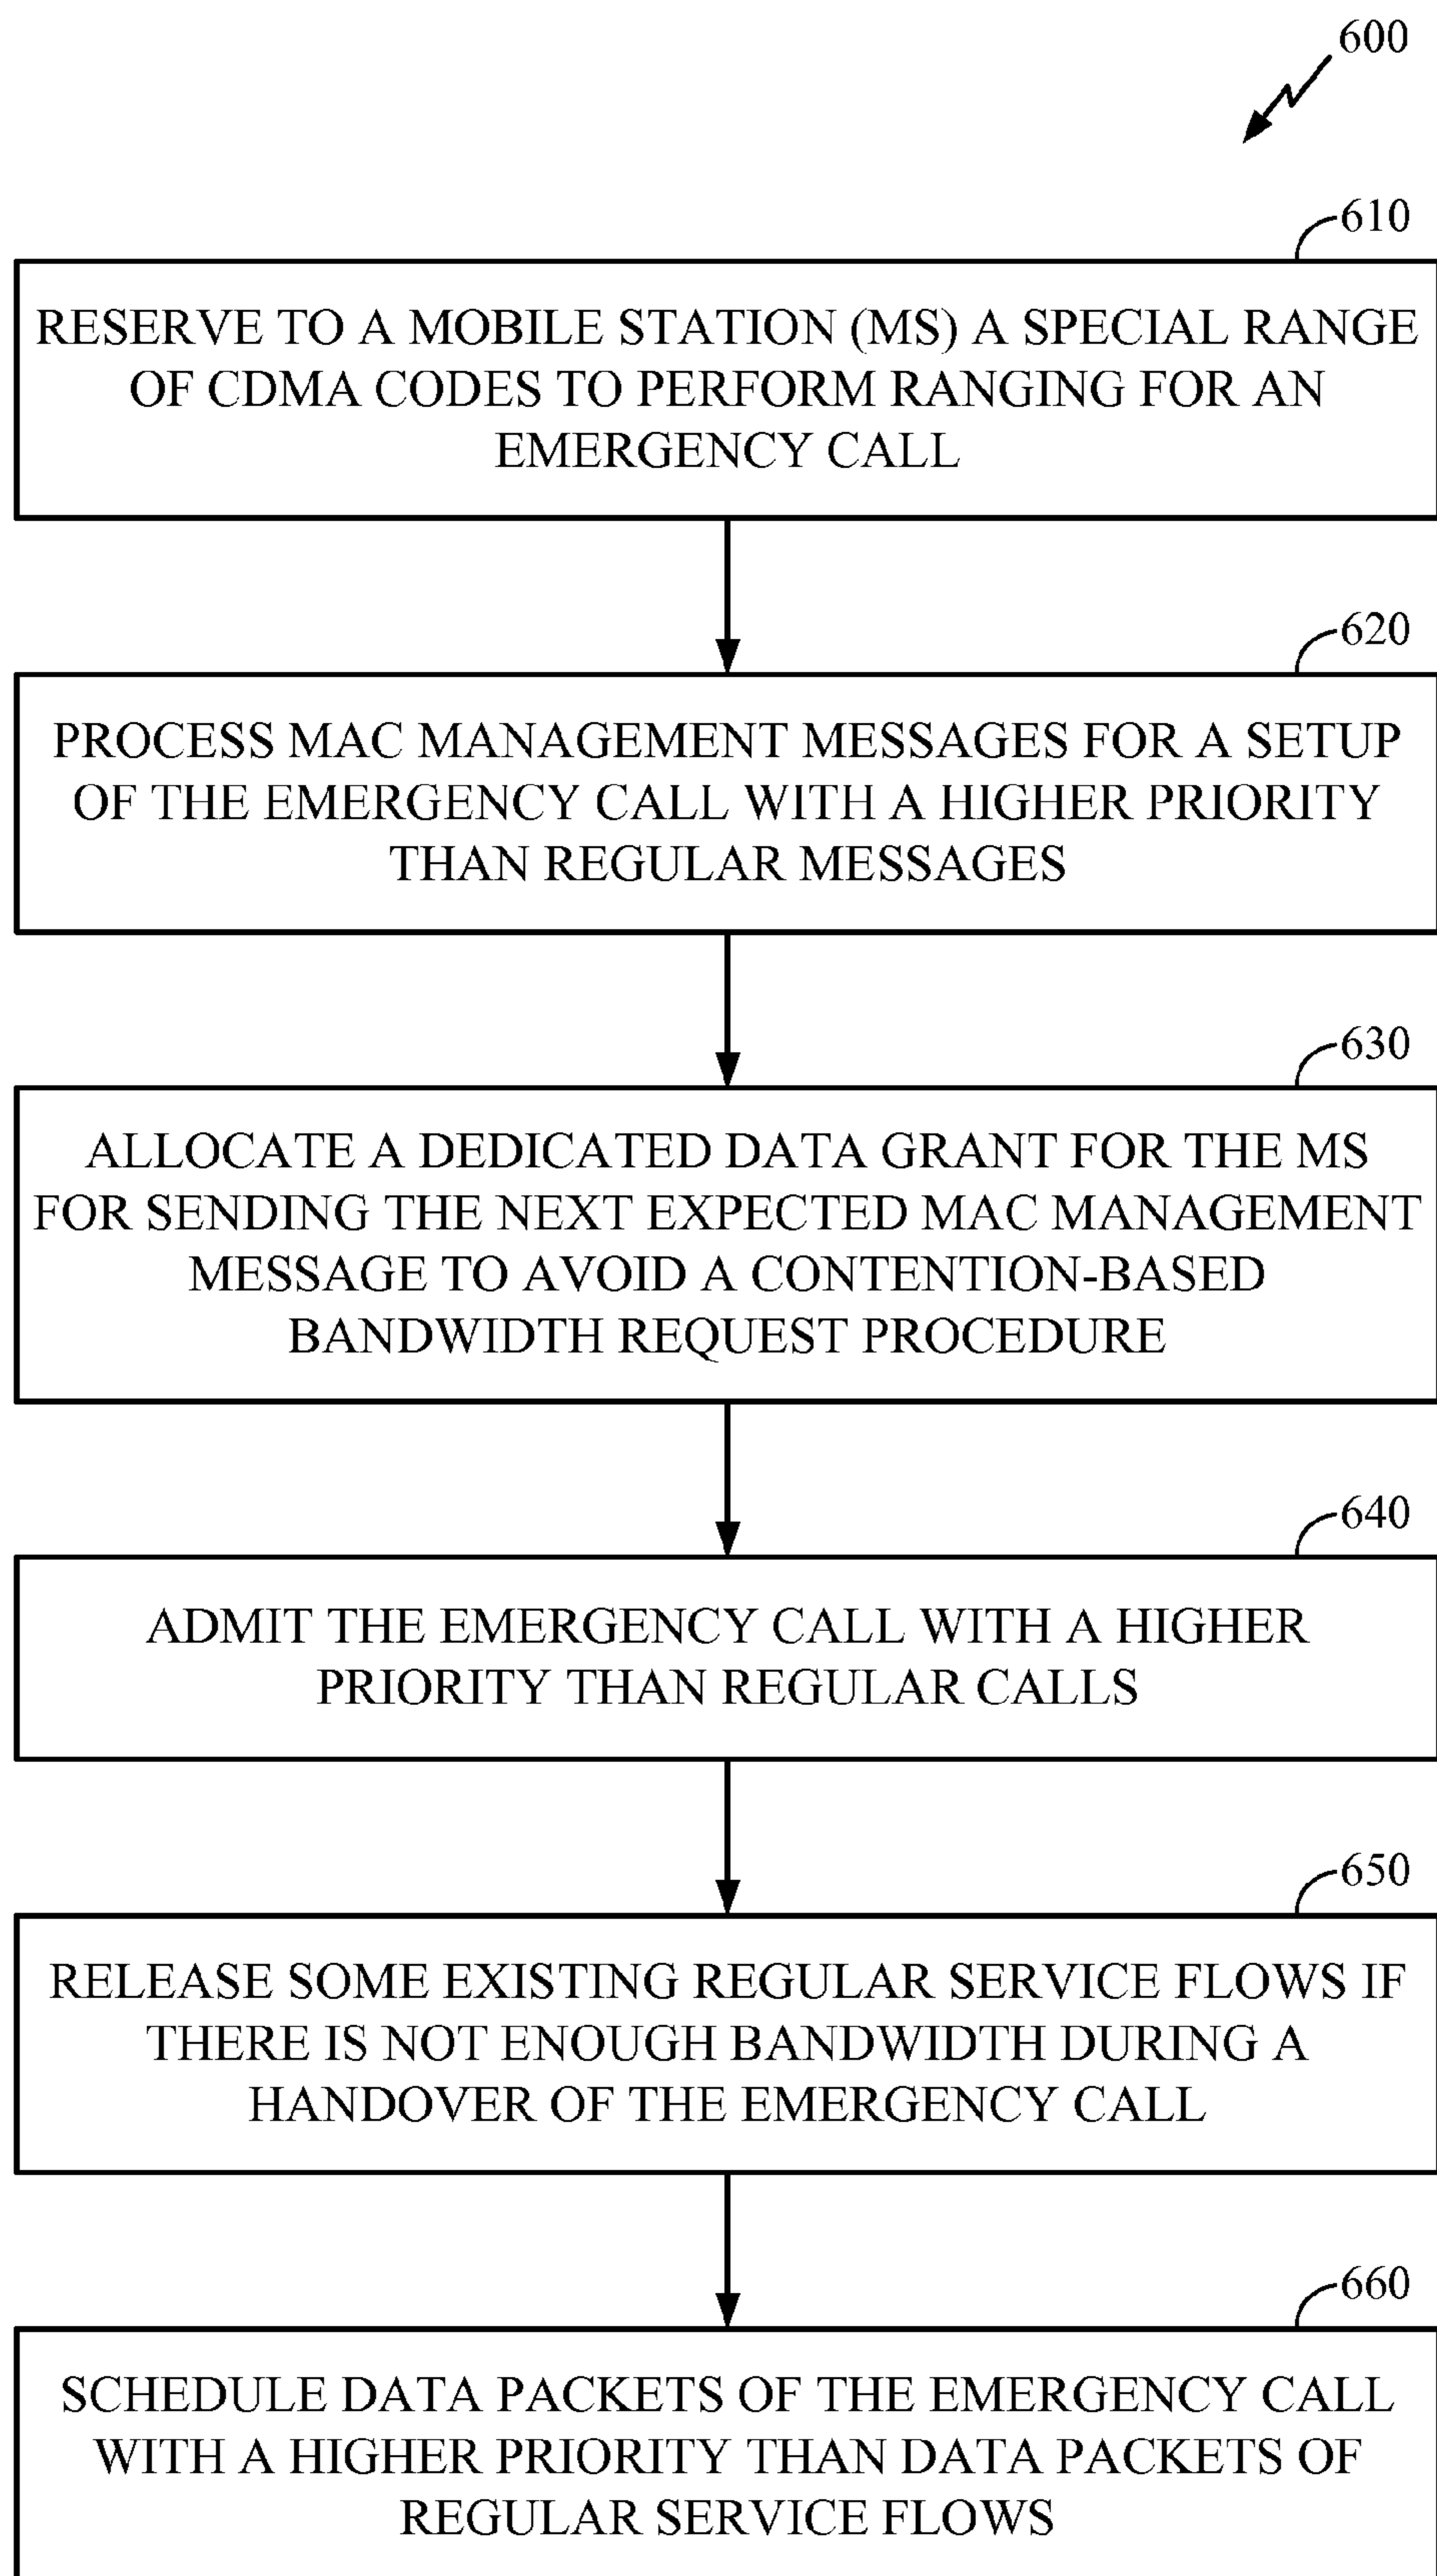 600
610
RESERVE TO A MOBILE STATION (MS) A SPECIAL RANGE
OF CDMA CODES TO PERFORM RANGING FOR AN
EMERGENCY CALL
620
PROCESS MAC MANAGEMENT MESSAGES FOR A SETUP
OF THE EMERGENCY CALL WITH A HIGHER PRIORITY
THAN REGULAR MESSAGES
630
ALLOCATE A DEDICATED DATA GRANT FOR THE MS
FOR SENDING THE NEXT EXPECTED MAC MANAGEMENT
MESSAGE TO AVOID A CONTENTION-BASED
BANDWIDTH REQUEST PROCEDURE
640
ADMIT THE EMERGENCY CALL WITH A HIGHER
PRIORITY THAN REGULAR CALLS
650
RELEASE SOME EXISTING REGULAR SERVICE FLOWS IF
THERE IS NOT ENOUGH BANDWIDTH DURING A
HANDOVER OF THE EMERGENCY CALL
660
SCHEDULE DATA PACKETS OF THE EMERGENCY CALL
WITH A HIGHER PRIORITY THAN DATA PACKETS OF
REGULAR SERVICE FLOWS